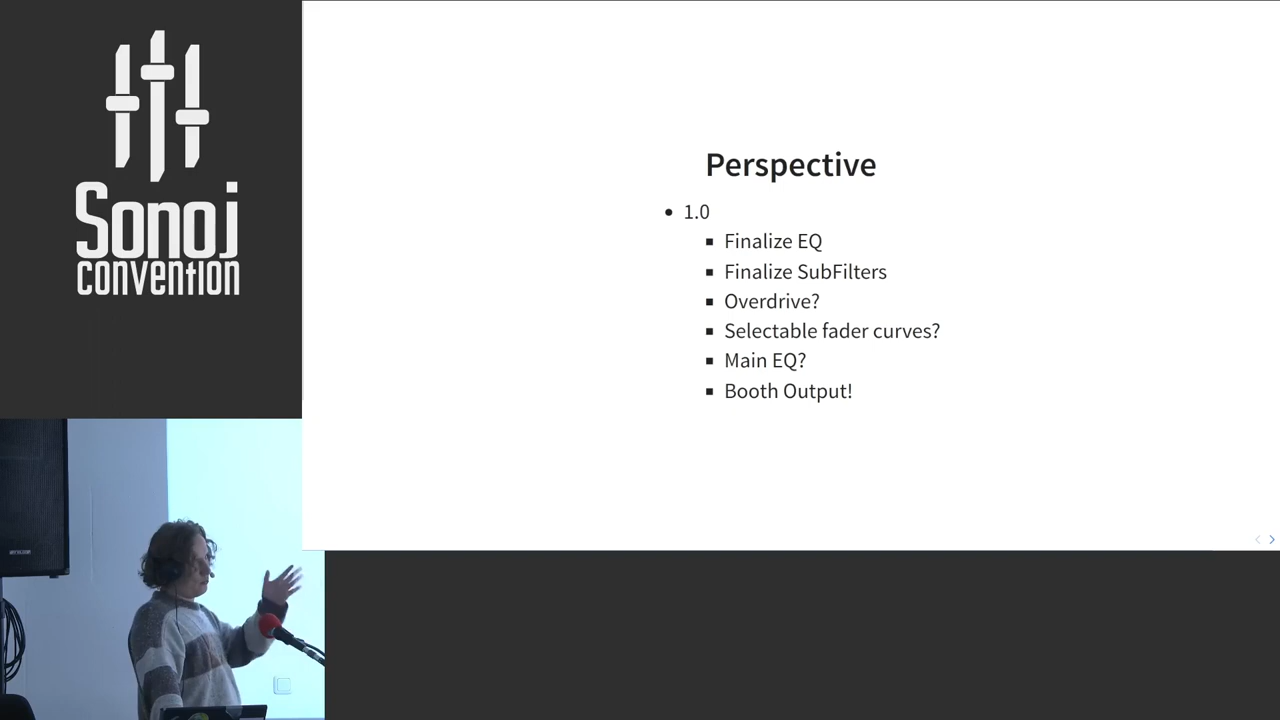 Sonoj
convention
Perspective
1.0
Finalize EQ
Finalize SubFilters
Overdrive?
Selectable fader curves?
Main EQ?
Booth Output!